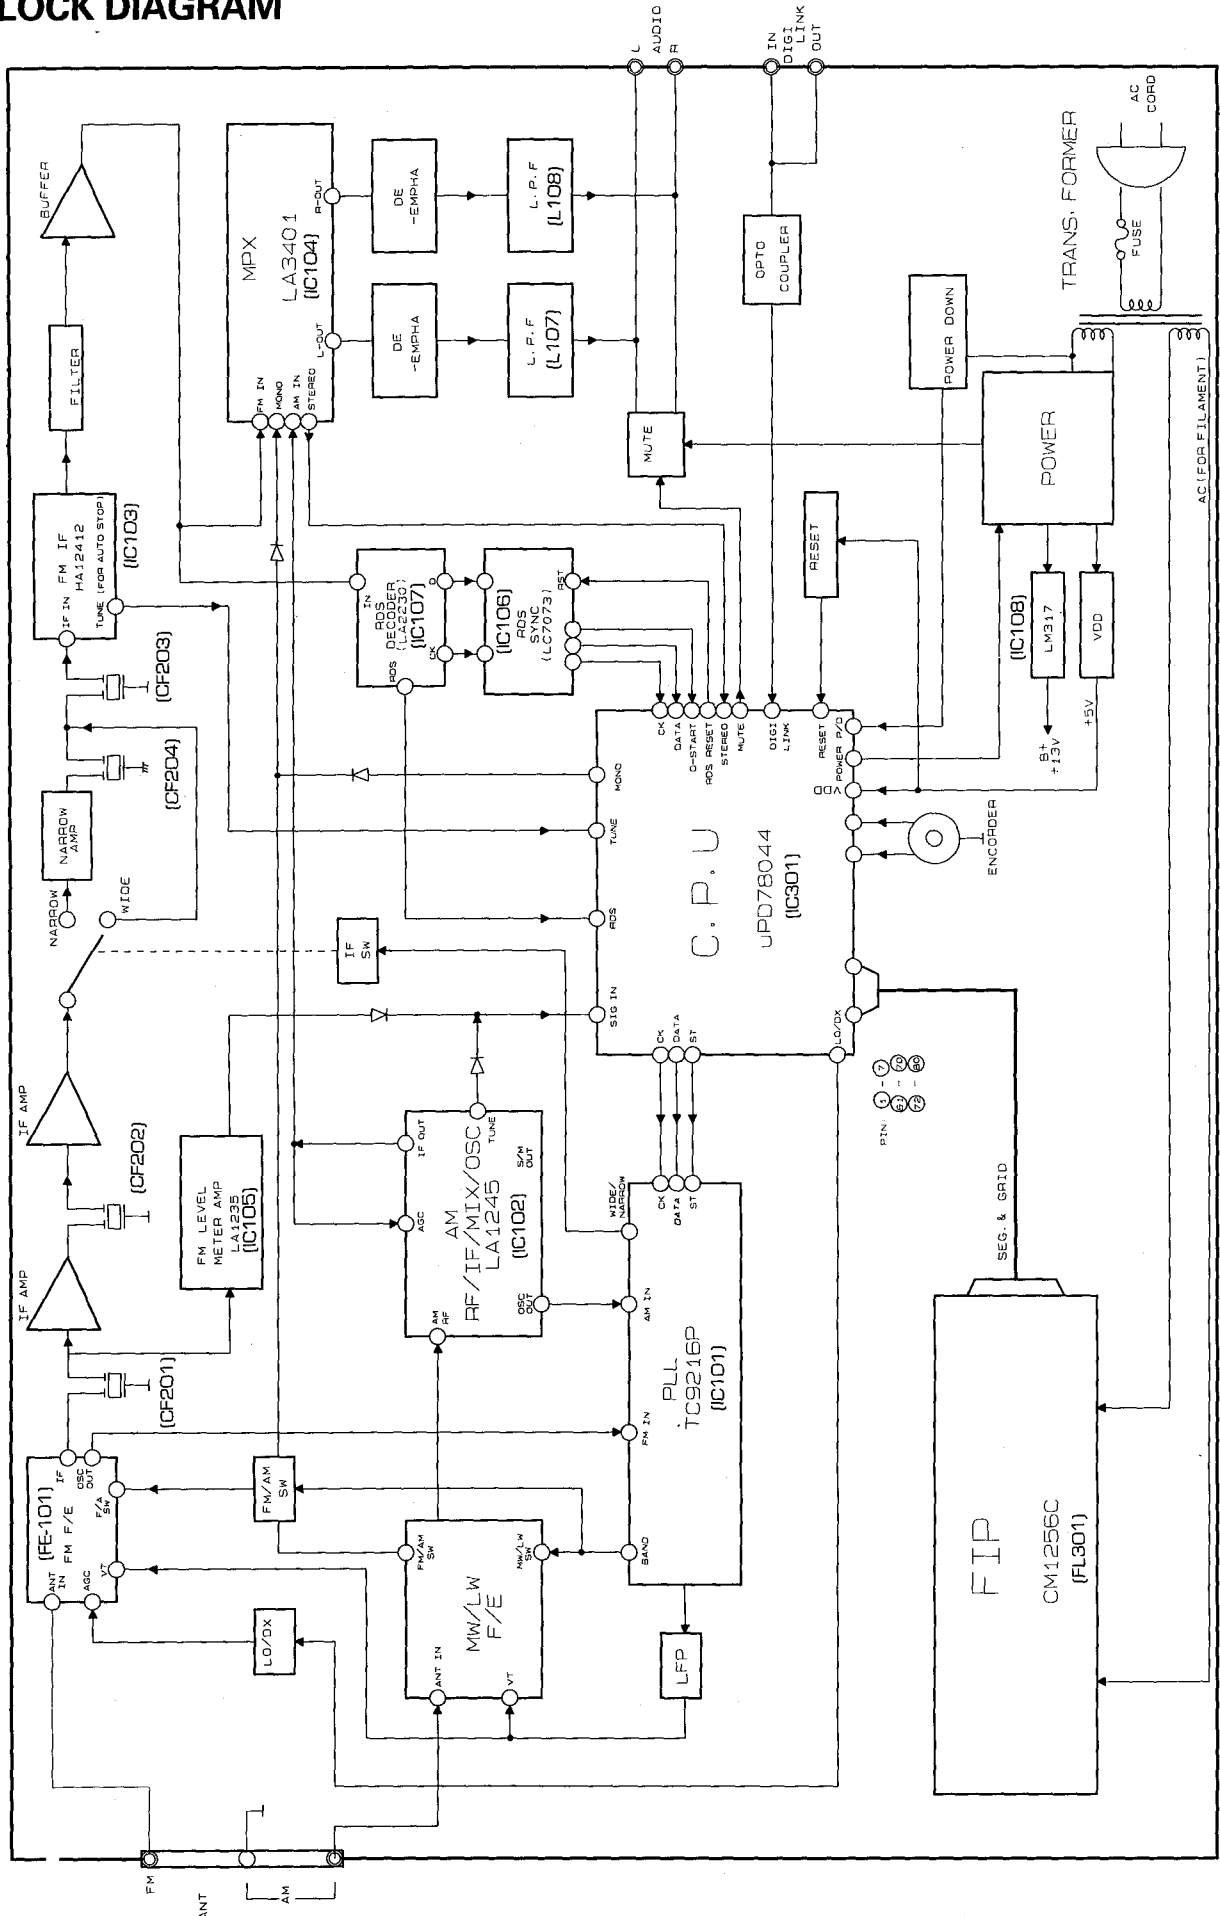 LOCK DIAGRAM
FM
ANT
AM
(FE-101)
FM F/E
ANT
IN
AGC
VT
F/A
SW
OSC
OUT
IF
(CF201)
IF AMP
(CF202)
IF AMP
NARROW
WIDE
NARROW
AMP
(CF204)
(CF203)
IF IN
FM IF
HA12412
TUNE (FOR AUTO STOP)
(IC103)
FILTER
BUFFER
FM LEVEL
METER AMP
LA1235
(IC105)
LO/DX
FM/AM
SW
IF
SW
MPX
LA3401
(IC104)
FM IN
MONO
AM IN
STEREO
L-OUT
R-OUT
DE
-EMPHA
DE
-EMPHA
L.P.F
(L107)
L.P.F
(L108)
L
AUDIO
R
IN
DIGI
LINK
OUT
MW/LW
F/E
ANT IN
VT
FM/AM
SW
MW/LW
SW
AM
RF/IF/MIX/OSC
LA1245
(IC102)
AM
RF
AGC
IF OUT
TUNE
S/M
OUT
OSC
OUT
IN
RDS
DECODER
(LA2230)
(IC107)
RDS
D
CK
(IC106)
RDS
SYNC
(LC7073)
RST
MUTE
OPTO
COUPLER
LFP
PLL
TC9216P
(IC101)
BAND
FM IN
AM IN
WIDE/
NARROW
CK
DATA
ST
C.P.U
uPD78044
(IC301)
SIG IN
RDS
TUNE
MONO
CK
DATA
ST
CK
DATA
D-START
RDS RESET
STEREO
MUTE
DIGI
LINK
RESET
POWER P/D
VDD
LO/DX
RESET
POWER DOWN
POWER
(IC108)
LM317
VDD
B+
+13V
+5V
ENCORDER
TRANS. FORMER
FUSE
AC
CORD
AC (FOR FILAMENT)
PIN: 1 - 7
61 - 70
72 - 80
SEG. & GRID
FIP
CM1256C
(FL301)